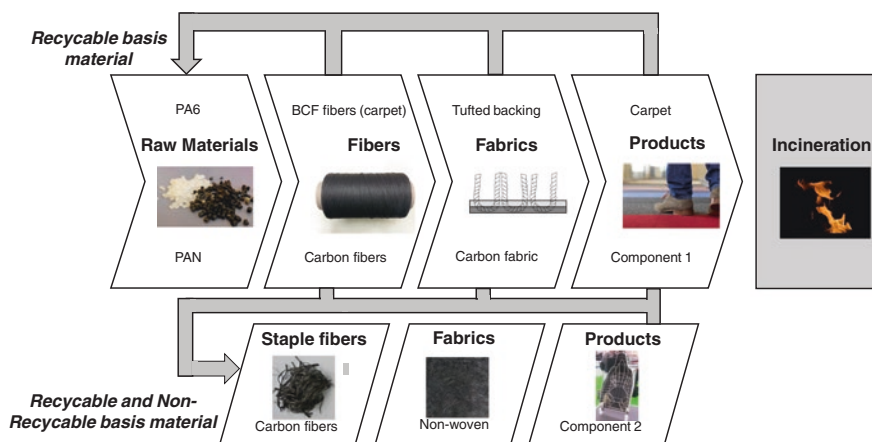 Recycable basis
material
PA6
BCF fibers (carpet)
Tufted backing
Carpet
Raw Materials
Fibers
Fabrics
Products
Incineration
PAN
Carbon fibers
Carbon fabric
Component 1
Staple fibers
Fabrics
Products
Recycable and Non-
Recycable basis material
Carbon fibers
Non-woven
Component 2